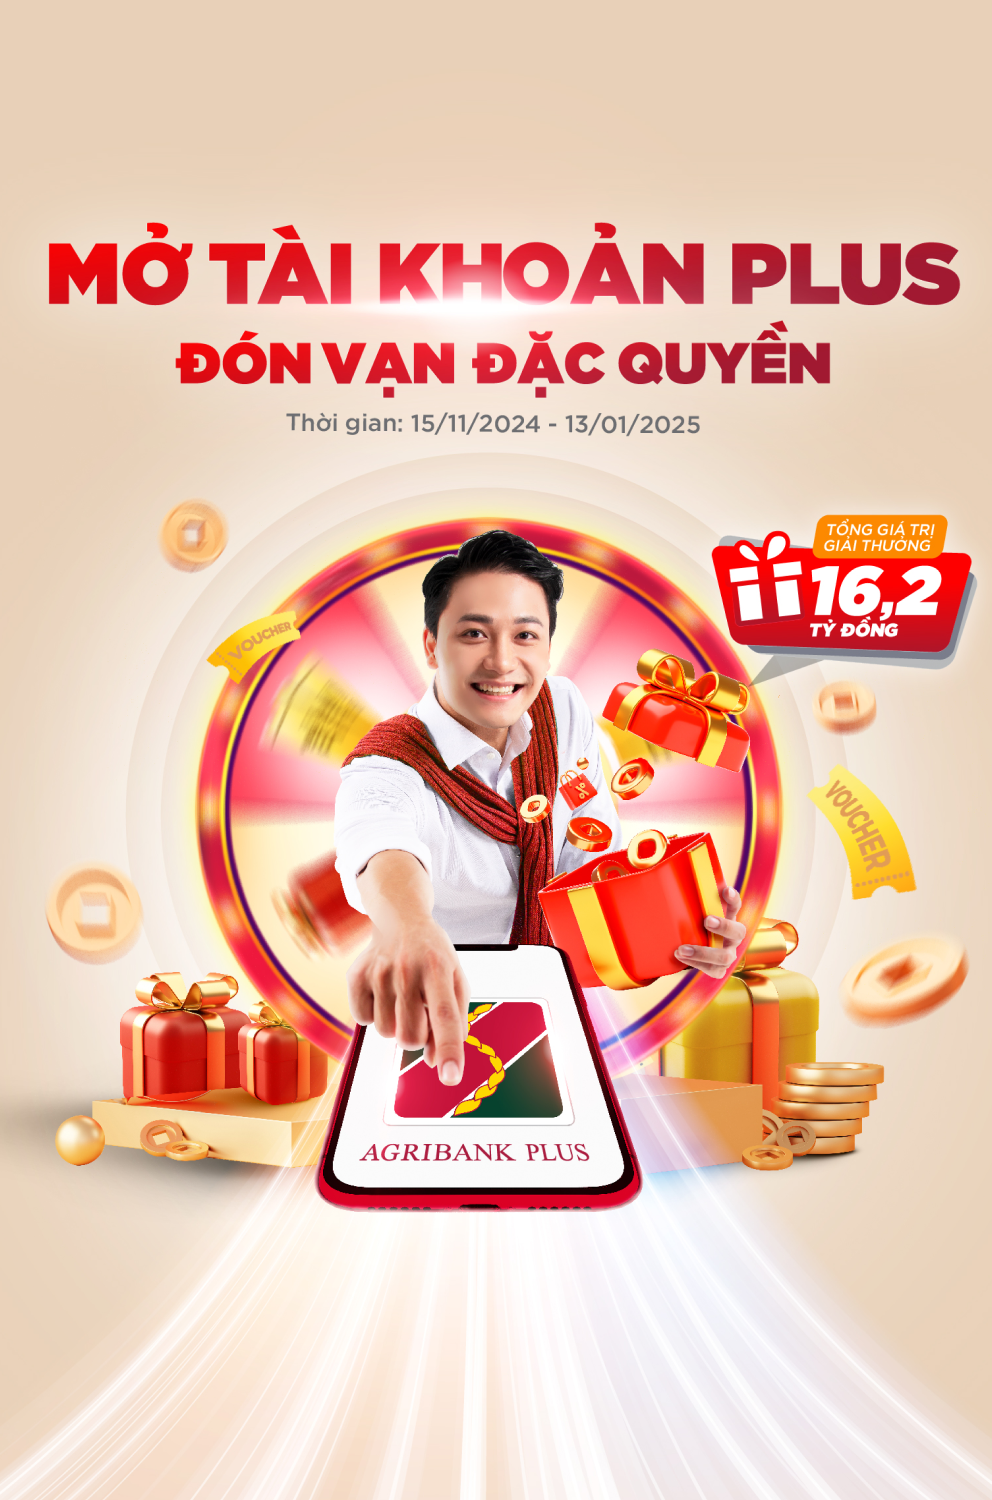 MỞ TÀI KHOẢN PLUS
ĐÓN VẠN ĐẶC QUYỀN
Thời gian: 15/11/2024 - 13/01/2025
TỔNG GIÁ TRỊ
GIẢI THƯỞNG
16,2
TỶ ĐỒNG
VOUCHER
VOUCHER
AGRIBANK PLUS